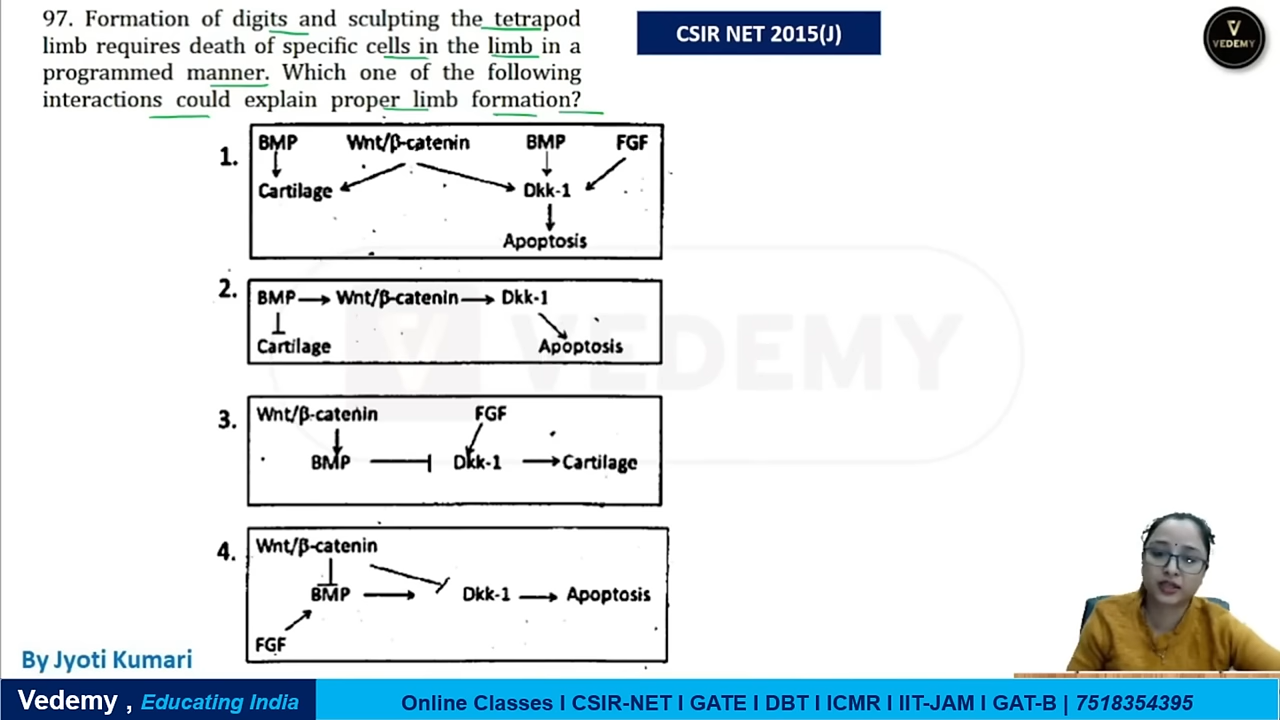 97. Formation of digits and sculpting the tetrapod
limb requires death of specific cells in the limb in a
programmed manner. Which one of the following
interactions could explain proper limb formation?
CSIR NET 2015(J)
VEDEMY
1.
BMP Wnt/β-catenin BMP FGF
Cartilage Dkk-1
Apoptosis
2.
BMP Wnt/β-catenin Dkk-1
Cartilage Apoptosis
VEDEMY
3.
Wnt/β-catenin FGF
BMP Dkk-1 Cartilage
4.
Wnt/β-catenin
BMP Dkk-1 Apoptosis
FGF
By Jyoti Kumari
Vedemy , Educating India
Online Classes I CSIR-NET I GATE I DBT I ICMR I IIT-JAM I GAT-B | 7518354395